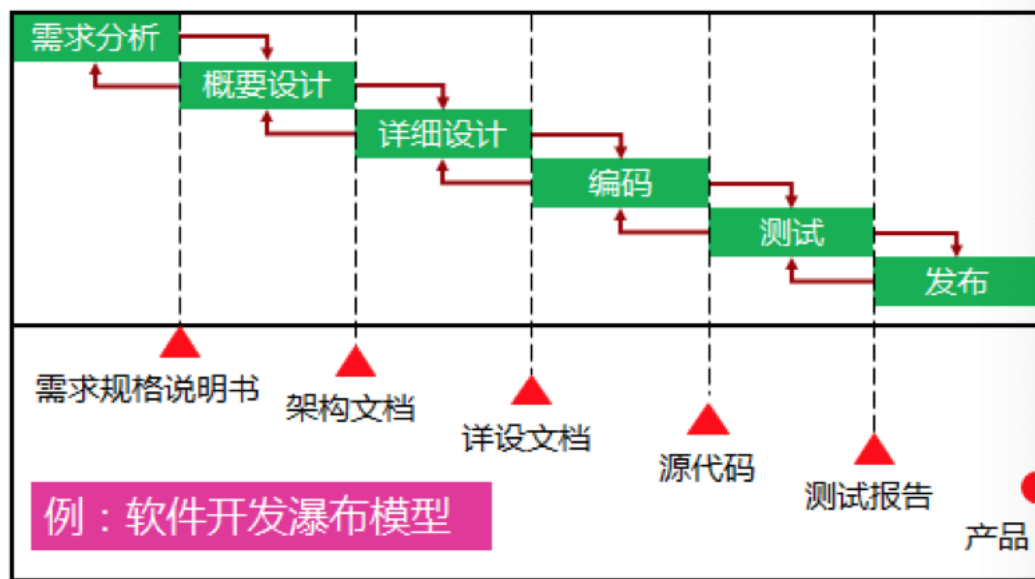 需求分析
概要设计
详细设计
编码
测试
发布
需求规格说明书
架构文档
详设文档
源代码
测试报告
产品
例：软件开发瀑布模型